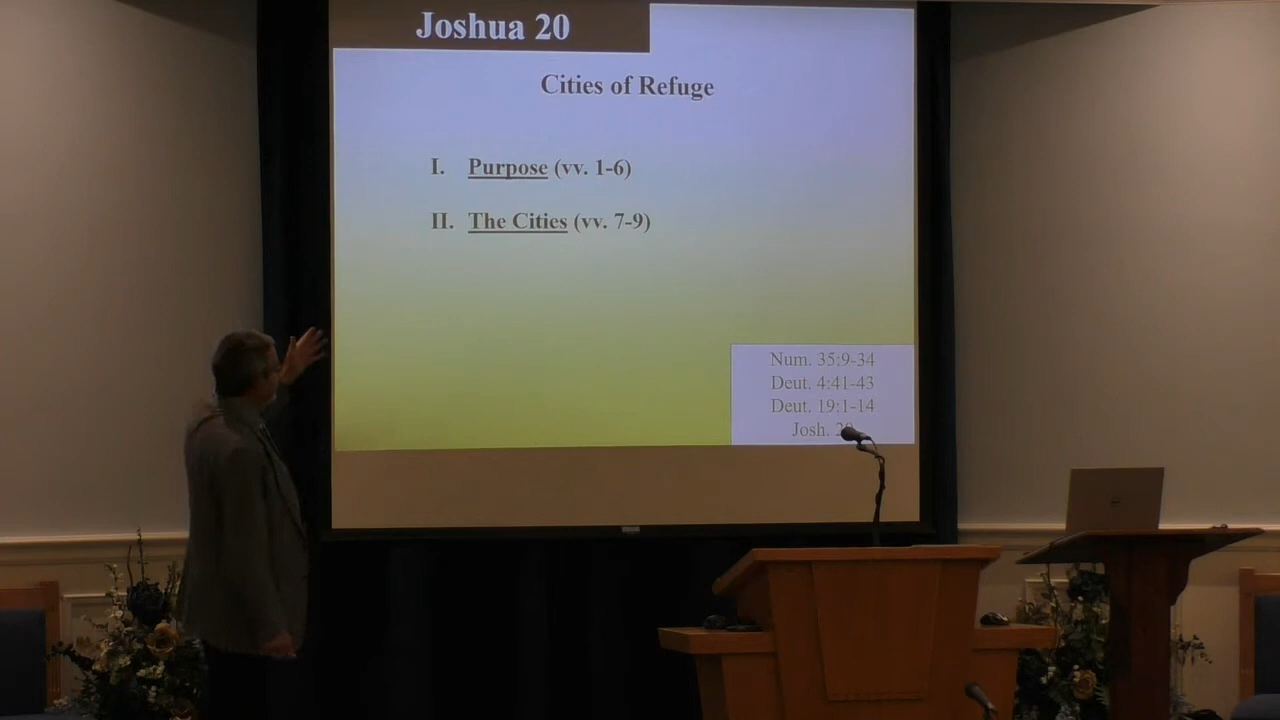 Joshua 20
Cities of Refuge
I. Purpose (vv. 1-6)
II. The Cities (vv. 7-9)
Num. 35:9-34
Deut. 4:41-43
Deut. 19:1-14
Josh.